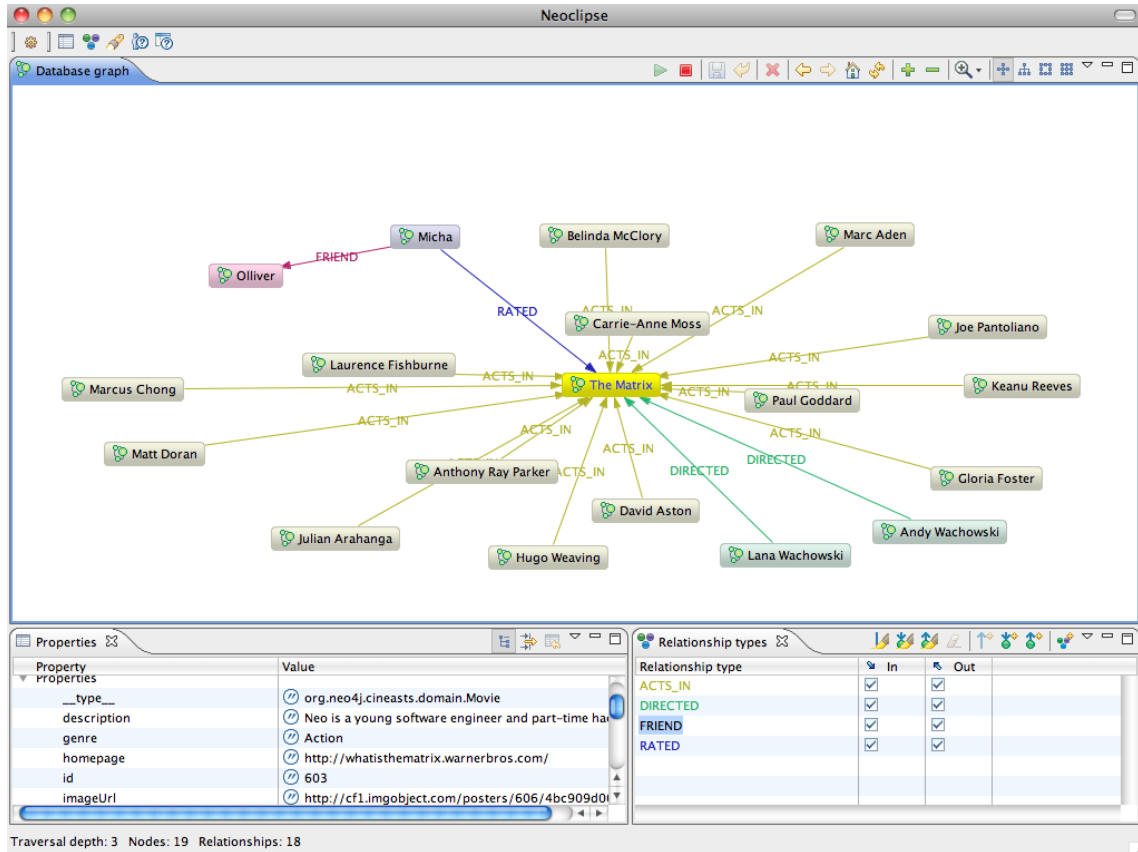 Neoclipse
Database graph
Micha
Belinda McClory
Marc Aden
FRIEND
Olliver
RATED
ACTS_IN
ACTS_IN
Carrie-Anne Moss
Joe Pantoliano
ACTS_IN
ACTS_IN
Laurence Fishburne
ACTS_IN
The Matrix
Marcus Chong
ACTS_IN
ACTS_IN
ACTS_IN
Keanu Reeves
Paul Goddard
ACTS_IN
ACTS_IN
ACTS_IN
Matt Doran
ACTS_IN
DIRECTED
Anthony Ray Parker
ACTS_IN
DIRECTED
Gloria Foster
David Aston
Julian Arahanga
Andy Wachowski
Hugo Weaving
Lana Wachowski
Properties
Property Value
Properties
__type__ org.neo4j.cineasts.domain.Movie
description Neo is a young software engineer and part-time
genre Action
homepage http://whatisthematrix.warnerbros.com/
id 603
imageUrl http://cf1.imgobject.com/posters/606/4bc909d0
Relationship types
Relationship type In Out
ACTS_IN
DIRECTED
FRIEND
RATED
Traversal depth: 3 Nodes: 19 Relationships: 18